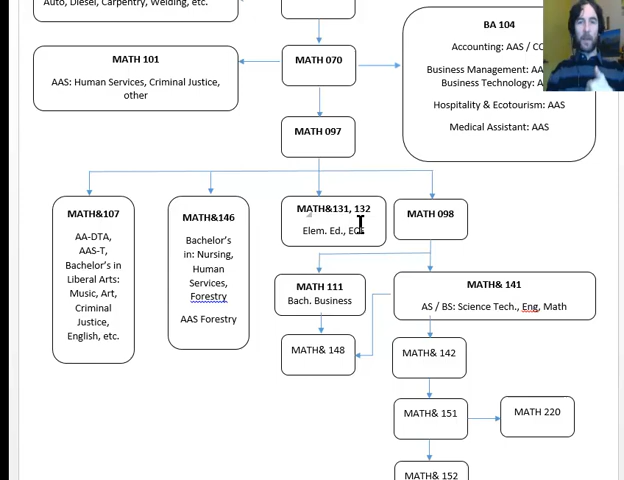 Auto, Diesel, Carpentry, Welding, etc.
BA 104
Accounting: AAS / CC
Business Management: AA
Business Technology: A
Hospitality & Ecotourism: AAS
Medical Assistant: AAS
MATH 101
AAS: Human Services, Criminal Justice,
other
MATH 070
MATH 097
MATH&107
AA-DTA,
AAS-T,
Bachelor's in
Liberal Arts:
Music, Art,
Criminal
Justice,
English, etc.
MATH&146
Bachelor's
in: Nursing,
Human
Services,
Forestry
AAS Forestry
MATH&131, 132
Elem. Ed.,
MATH 098
MATH 111
Bach. Business
MATH& 141
AS / BS: Science Tech., Eng, Math
MATH& 148
MATH& 142
MATH& 151
MATH 220
MATH& 152